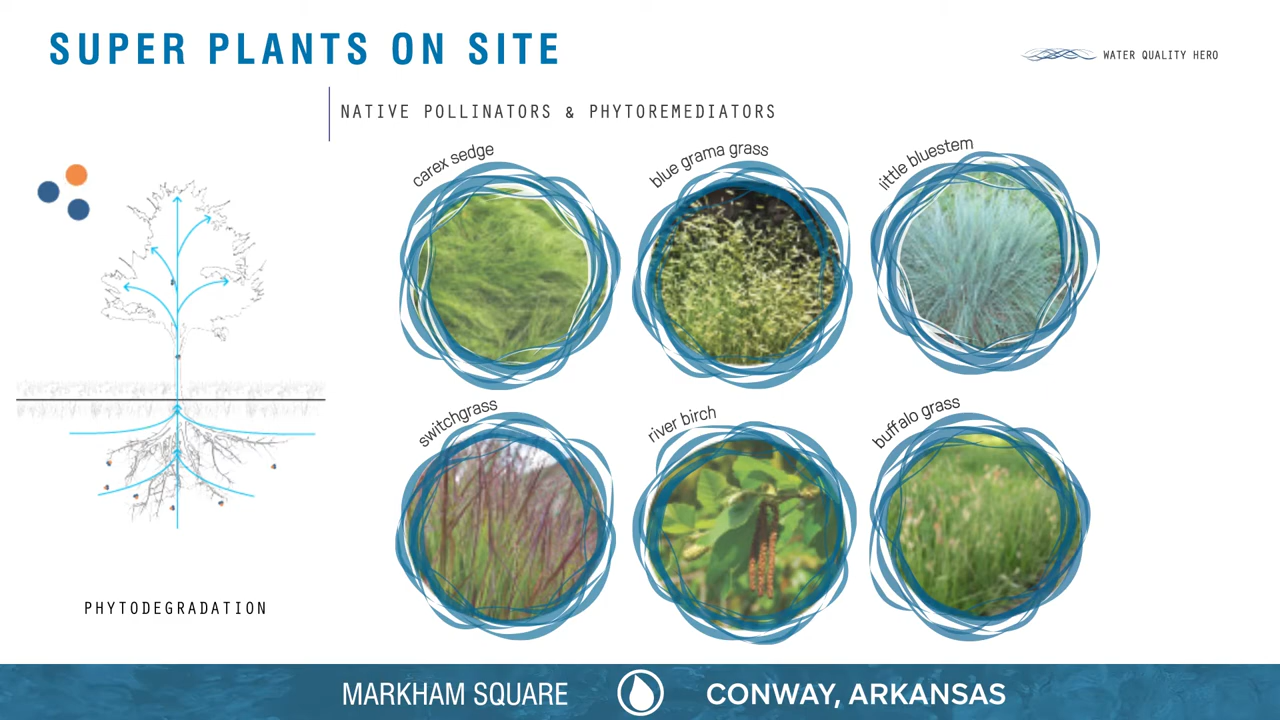 SUPER PLANTS ON SITE
WATER QUALITY HERO
NATIVE POLLINATORS & PHYTOREMEDIATORS
carex sedge
blue grama grass
little bluestem
switchgrass
river birch
buffalo grass
PHYTODEGRADATION
MARKHAM SQUARE
CONWAY, ARKANSAS